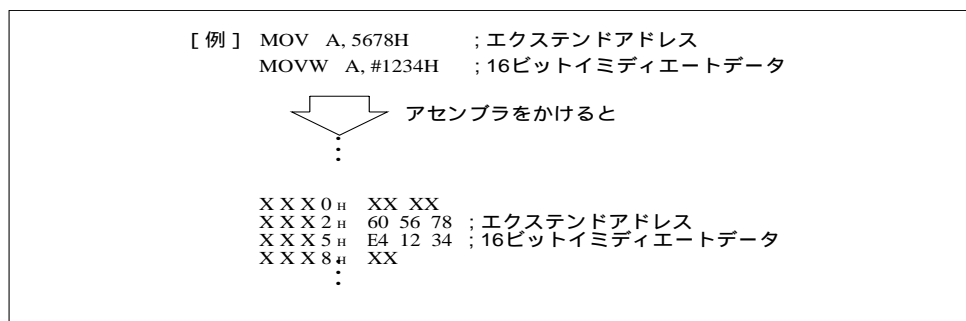 [例] MOV A, 5678H ; エクステンドアドレス
MOVW A, #1234H ; 16ビットイミディエートデータ
アセンブラをかけると
XXX0H XX XX
XXX2H 60 56 78 ; エクステンドアドレス
XXX5H E4 12 34 ; 16ビットイミディエートデータ
XXX8H XX